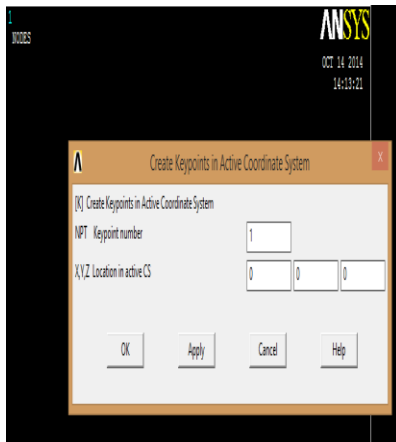 1
NODES
ANSYS
OCT 14 2014
14:13:21
Λ Create Keypoints in Active Coordinate System X
[K] Create Keypoints in Active Coordinate System
NPT Keypoint number 1
X,Y,Z Location in active CS 0 0 0
OK Apply Cancel Help